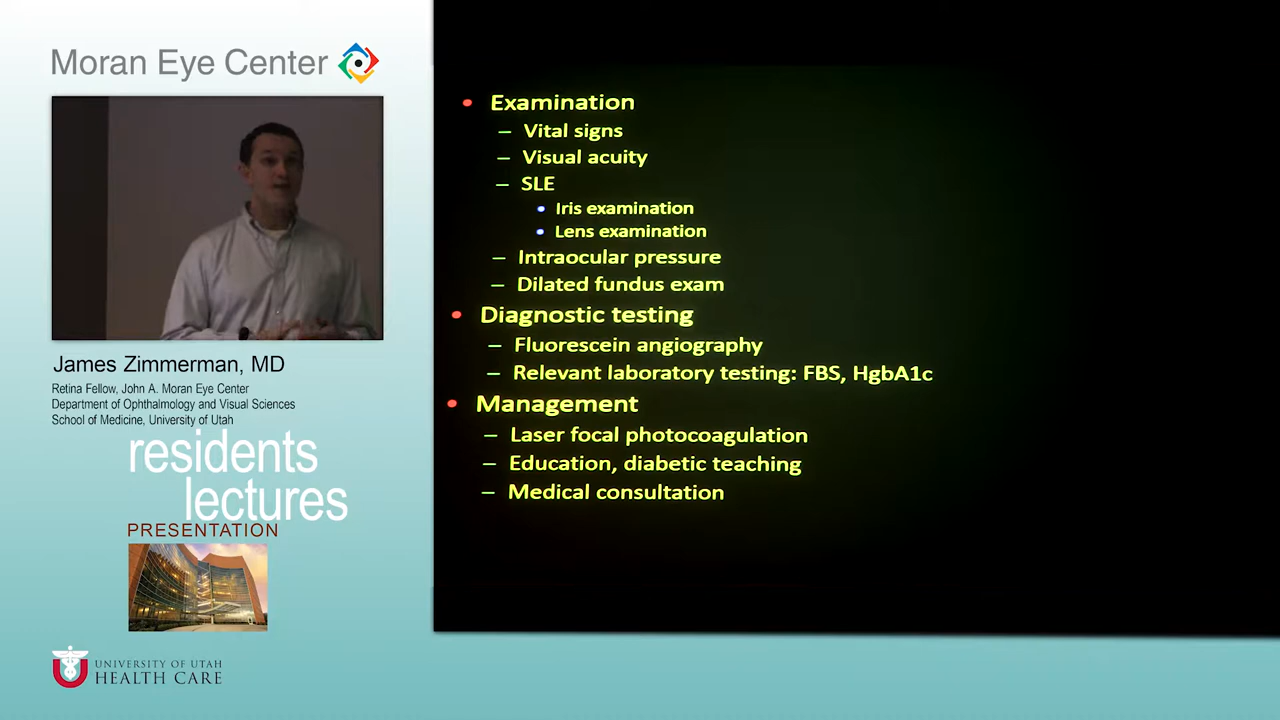 Moran Eye Center
James Zimmerman, MD
Retina Fellow, John A. Moran Eye Center
Department of Ophthalmology and Visual Sciences
School of Medicine, University of Utah
residents
lectures
PRESENTATION
UNIVERSITY OF UTAH
HEALTH CARE
• Examination
– Vital signs
– Visual acuity
– SLE
• Iris examination
• Lens examination
– Intraocular pressure
– Dilated fundus exam
• Diagnostic testing
– Fluorescein angiography
– Relevant laboratory testing: FBS, HgbA1c
• Management
– Laser focal photocoagulation
– Education, diabetic teaching
– Medical consultation